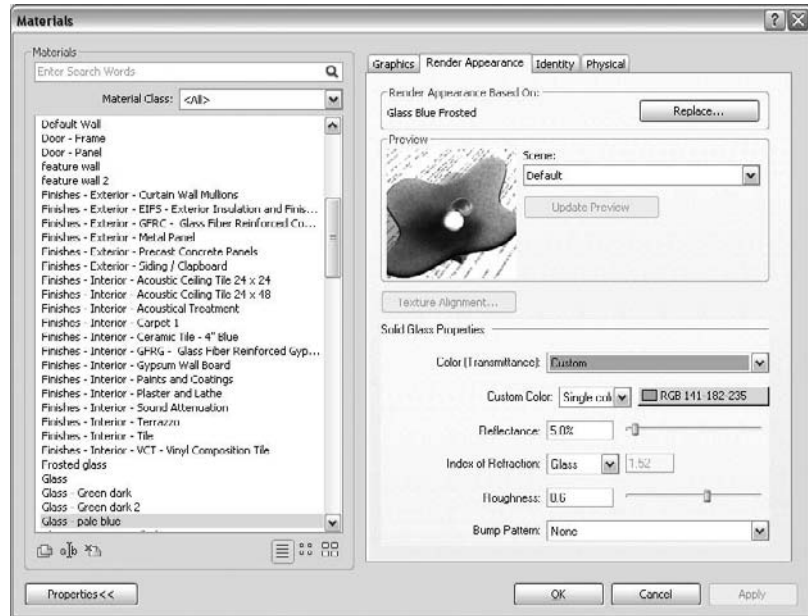 Materials
Materials
Enter Search Words
Material Class: <All>
Default Wall
Door - Frame
Door - Panel
feature wall
feature wall 2
Finishes - Exterior - Curtain Wall Mullions
Finishes - Exterior - EIFS - Exterior Insulation and Finis...
Finishes - Exterior - GFRC - Glass Fiber Reinforced Co...
Finishes - Exterior - Metal Panel
Finishes - Exterior - Precast Concrete Panels
Finishes - Exterior - Siding / Clapboard
Finishes - Interior - Acoustic Ceiling Tile 24 x 24
Finishes - Interior - Acoustic Ceiling Tile 24 x 48
Finishes - Interior - Acoustical Treatment
Finishes - Interior - Carpet 1
Finishes - Interior - Ceramic Tile - 4" Blue
Finishes - Interior - GFRG - Glass Fiber Reinforced Gyp...
Finishes - Interior - Gypsum Wall Board
Finishes - Interior - Paints and Coatings
Finishes - Interior - Plaster and Lathe
Finishes - Interior - Sound Attenuation
Finishes - Interior - Terrazzo
Finishes - Interior - Tile
Finishes - Interior - VCT - Vinyl Composition Tile
Frosted glass
Glass
Glass - Green dark
Glass - Green dark 2
Glass - pale blue
Properties<<
Graphics Render Appearance Identity Physical
Render Appearance Based On:
Glass Blue Frosted Replace...
Preview
Scene:
Default
Update Preview
Texture Alignment...
Solid Glass Properties
Color (Transmittance): Custom
Custom Color: Single col RGB 141-182-235
Reflectance: 5.0%
Index of Refraction: Glass 1.52
Roughness: 0.6
Bump Pattern: None
OK Cancel Apply